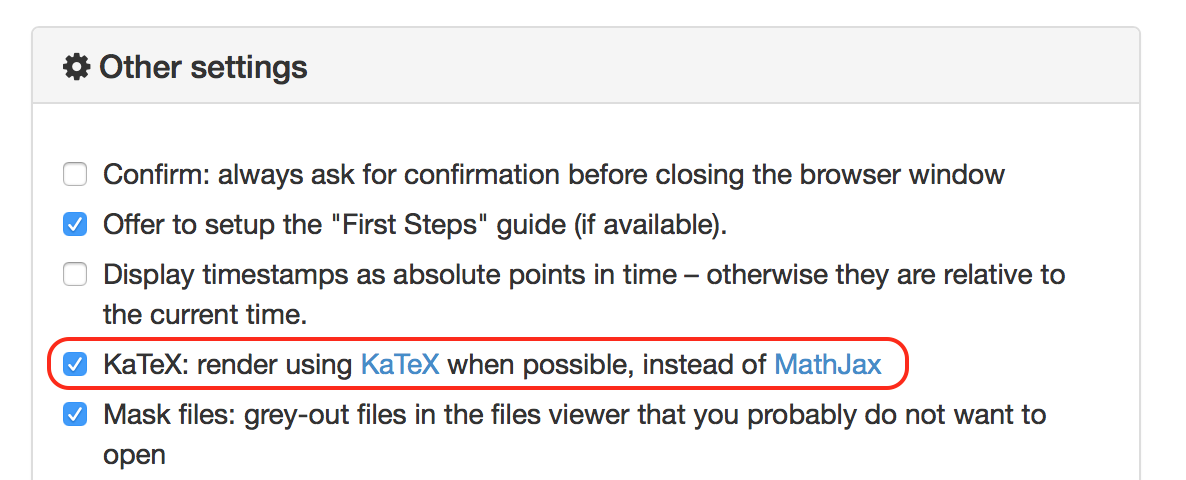 Other settings
Confirm: always ask for confirmation before closing the browser window
Offer to setup the "First Steps" guide (if available).
Display timestamps as absolute points in time – otherwise they are relative to
the current time.
KaTeX: render using KaTeX when possible, instead of MathJax
Mask files: grey-out files in the files viewer that you probably do not want to
open